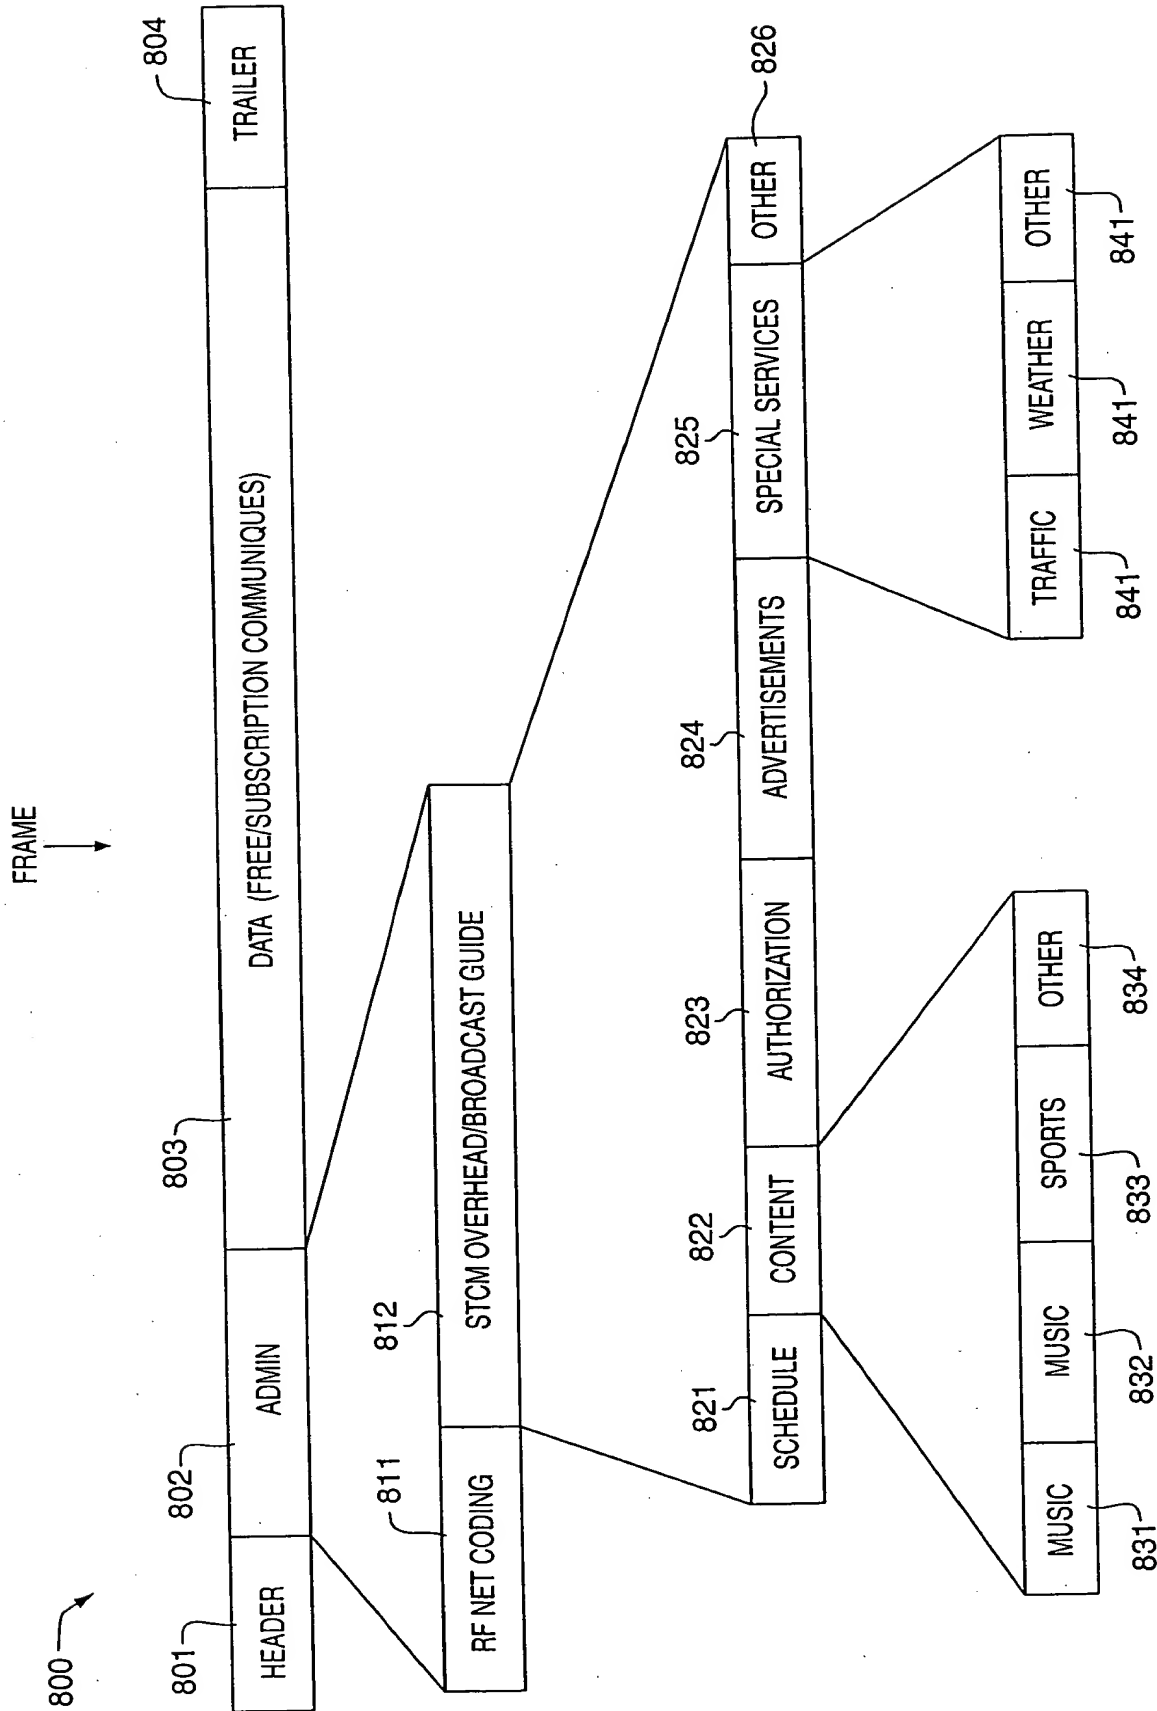 FRAME
800
801
802
803
804
HEADER
ADMIN
DATA (FREE/SUBSCRIPTION COMMUNIQUES)
TRAILER
811
812
RF NET CODING
STCM OVERHEAD/BROADCAST GUIDE
821
822
823
824
825
826
SCHEDULE
CONTENT
AUTHORIZATION
ADVERTISEMENTS
SPECIAL SERVICES
OTHER
MUSIC
MUSIC
SPORTS
OTHER
831
832
833
834
TRAFFIC
WEATHER
OTHER
841
841
841